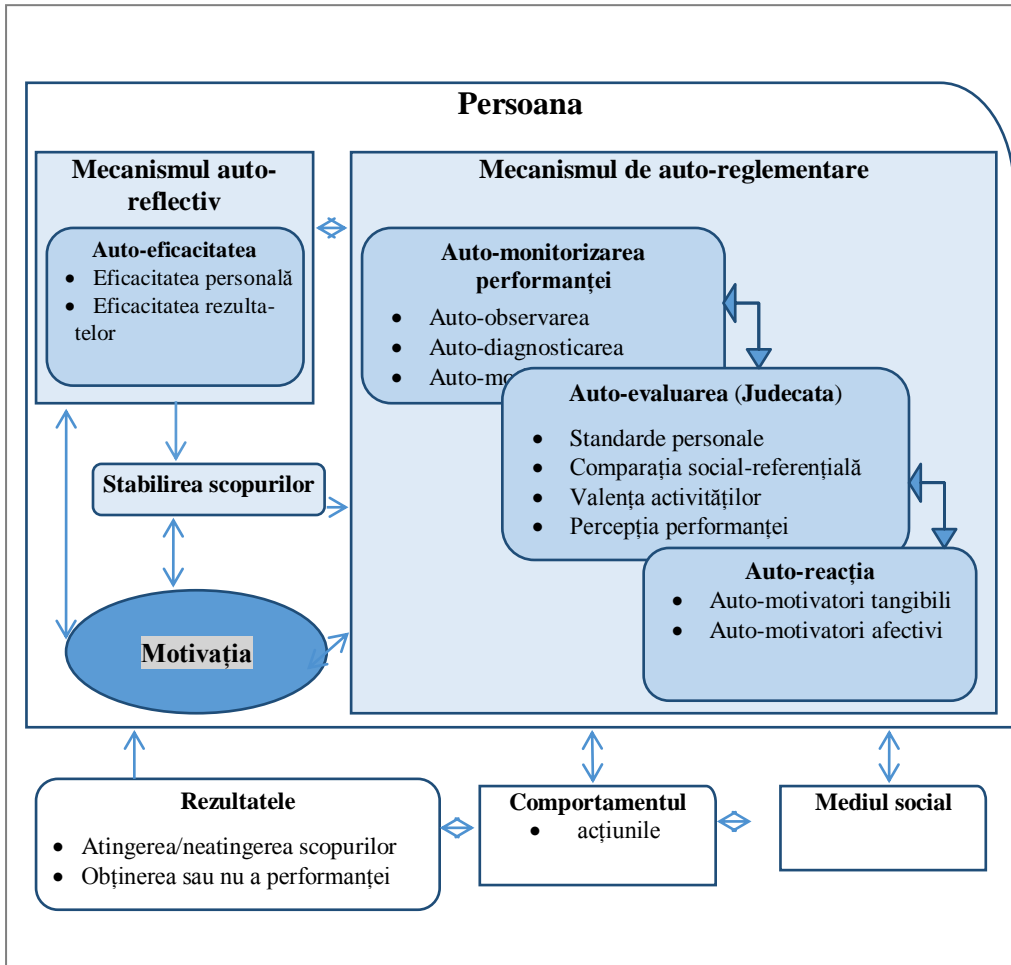 Persoana
Mecanismul auto-
reflectiv
Auto-eficacitatea
• Eficacitatea personală
• Eficacitatea rezulta-
telor
Stabilirea scopurilor
Motivația
Mecanismul de auto-reglementare
Auto-monitorizarea
performanței
• Auto-observarea
• Auto-diagnosticarea
Auto-evaluarea (Judecata)
• Standarde personale
• Comparația social-referențială
• Valența activităților
• Percepția performanței
Auto-reacția
• Auto-motivatori tangibili
• Auto-motivatori afectivi
Rezultatele
• Atingerea/neatingerea scopurilor
• Obținerea sau nu a performanței
Comportamentul
• acțiunile
Mediul social